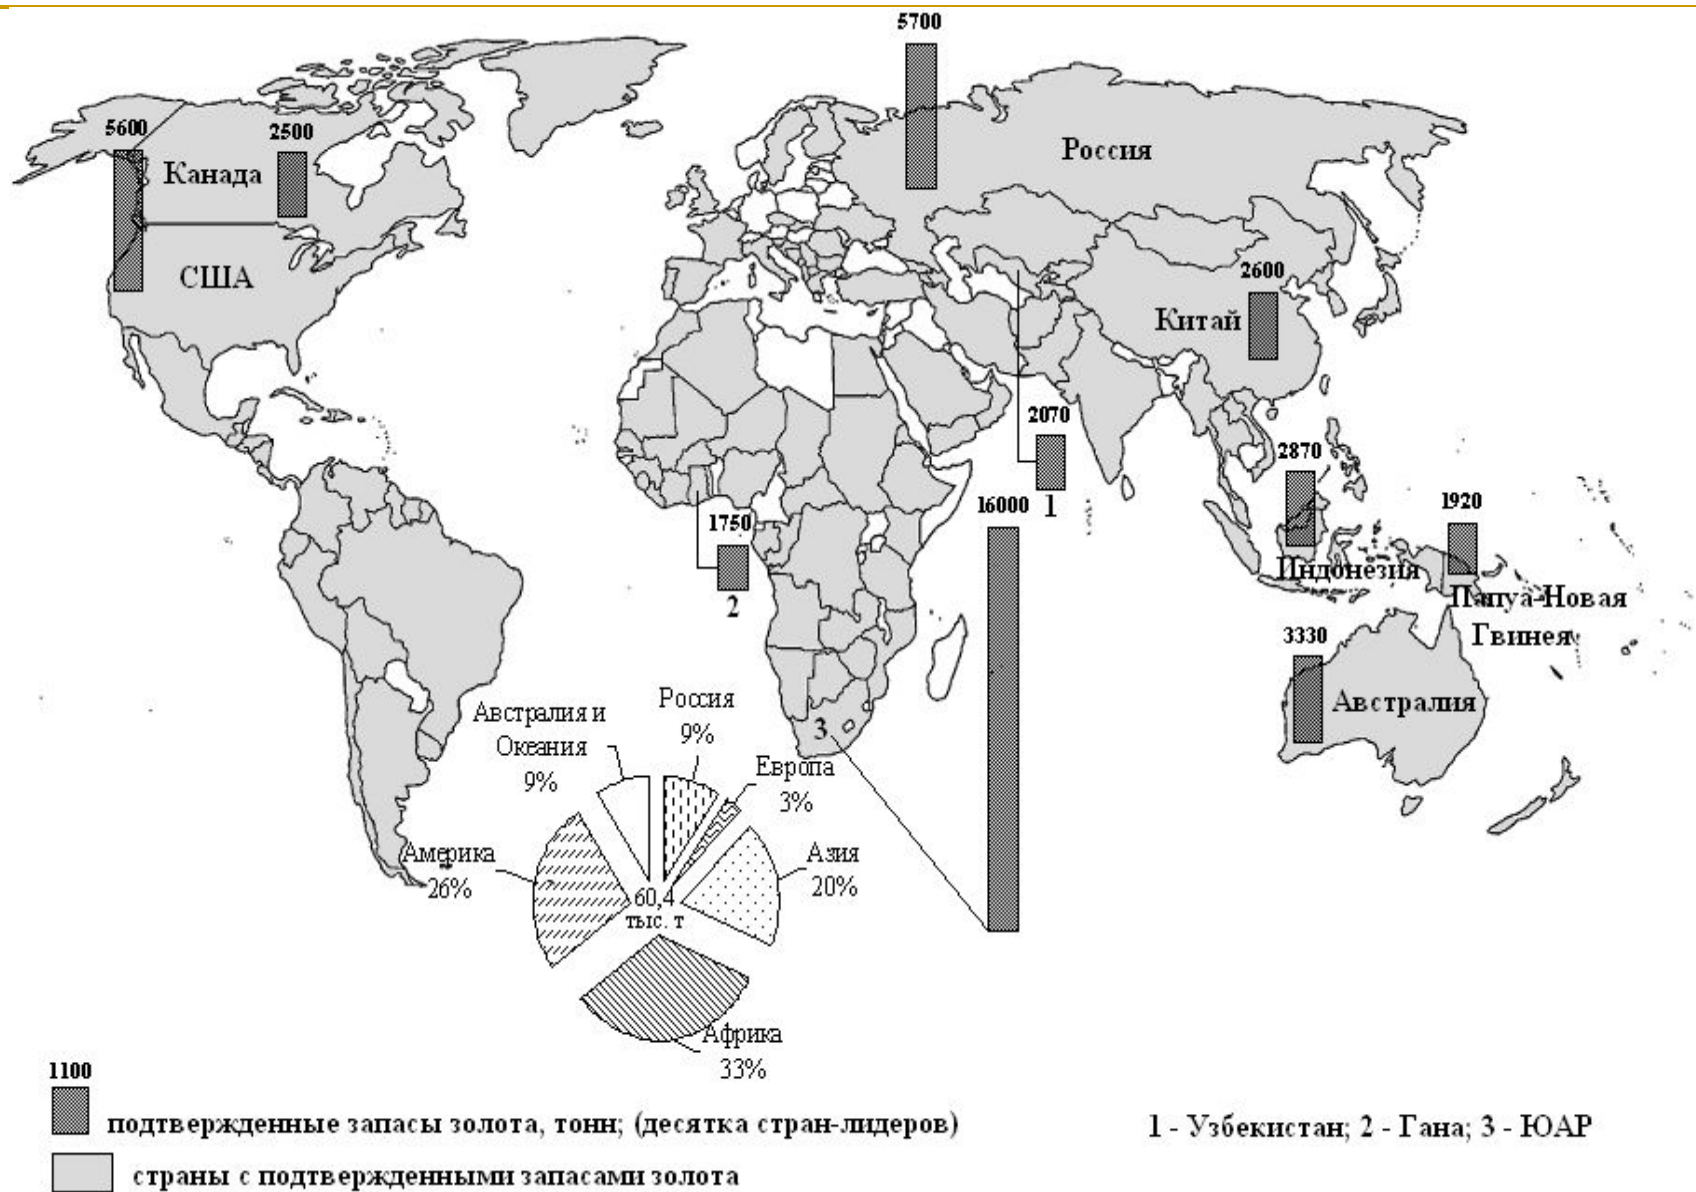 5700
5600
2500
Канада
Россия
США
2600
Китай
2070
1
2870
16000
1920
1750
2
Индонезия
Папуа-Новая
Гвинея
3330
Австралия
3
Австралия и
Океания
9%
Россия
9%
Европа
3%
Америка
26%
Азия
20%
60,4
тыс. т
Африка
33%
1100
подтвержденные запасы золота, тонн; (десятка стран-лидеров)
1 - Узбекистан; 2 - Гана; 3 - ЮАР
страны с подтвержденными запасами золота